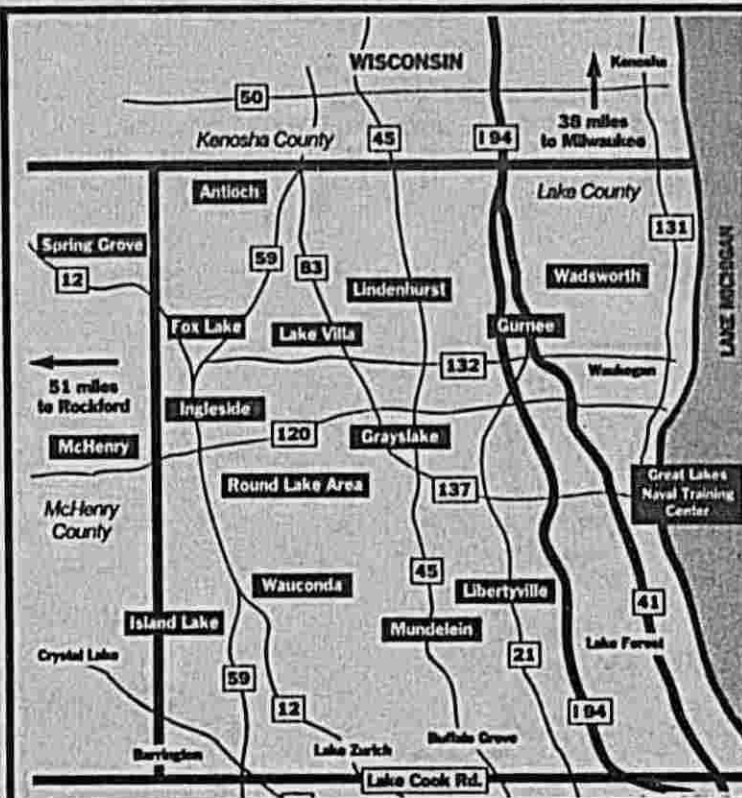 WISCONSIN
Kenosha
50
Kenosha County
45
I 94
38 miles
to Milwaukee
Antioch
Lake County
131
Spring Grove
12
59
83
Lindenhurst
Wadsworth
LAKE MICHIGAN
Fox Lake
Lake Villa
Gurnee
51 miles
to Rockford
132
Waukegan
Ingleside
120
McHenry
Grayslake
Round Lake Area
137
Great Lakes
Naval Training
Center
McHenry
County
Wauconda
45
Libertyville
41
Island Lake
Mundelein
Crystal Lake
21
Lake Forest
59
12
I 94
Barrington
Lake Zurich
Buffalo Grove
Lake Cook Rd.